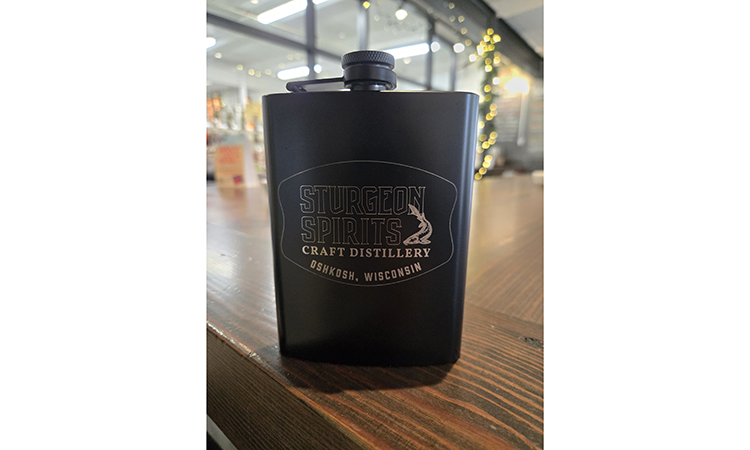 STURGEON
SPIRITS
CRAFT DISTILLERY
OSHKOSH, WISCONSIN